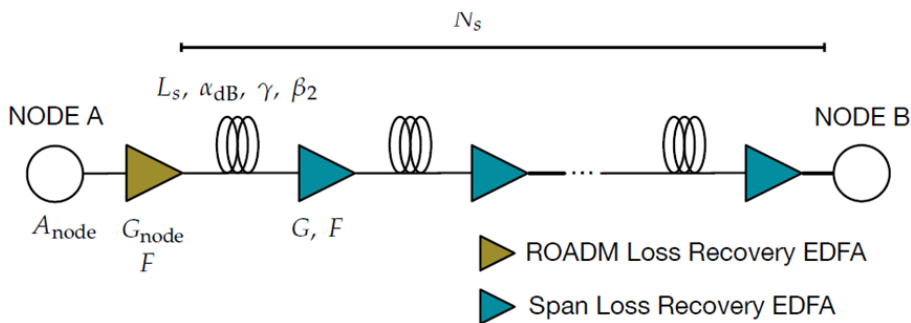 N_s
L_s, α_dB, γ, β_2
NODE A
NODE B
...
A_node
G_node
F
G, F
ROADM Loss Recovery EDFA
Span Loss Recovery EDFA